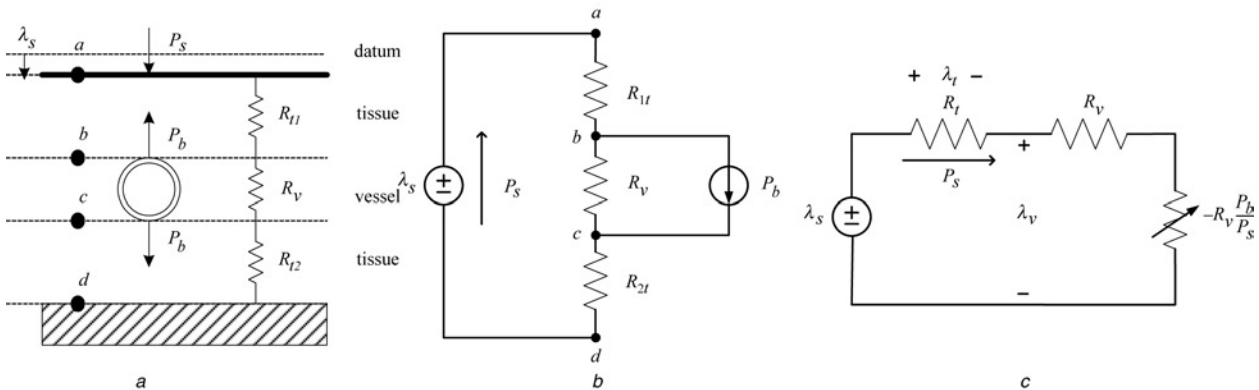 λs
a
Ps
datum
Rt1
tissue
b
Pb
Rv
vessel
c
Pb
Rt2
tissue
d
a
a
R1t
b
λs
Ps
Rv
Pb
c
R2t
d
b
+ λt −
Rt
Rv
+
Ps
λs
±
λv
−Rv Pb/Ps
−
c